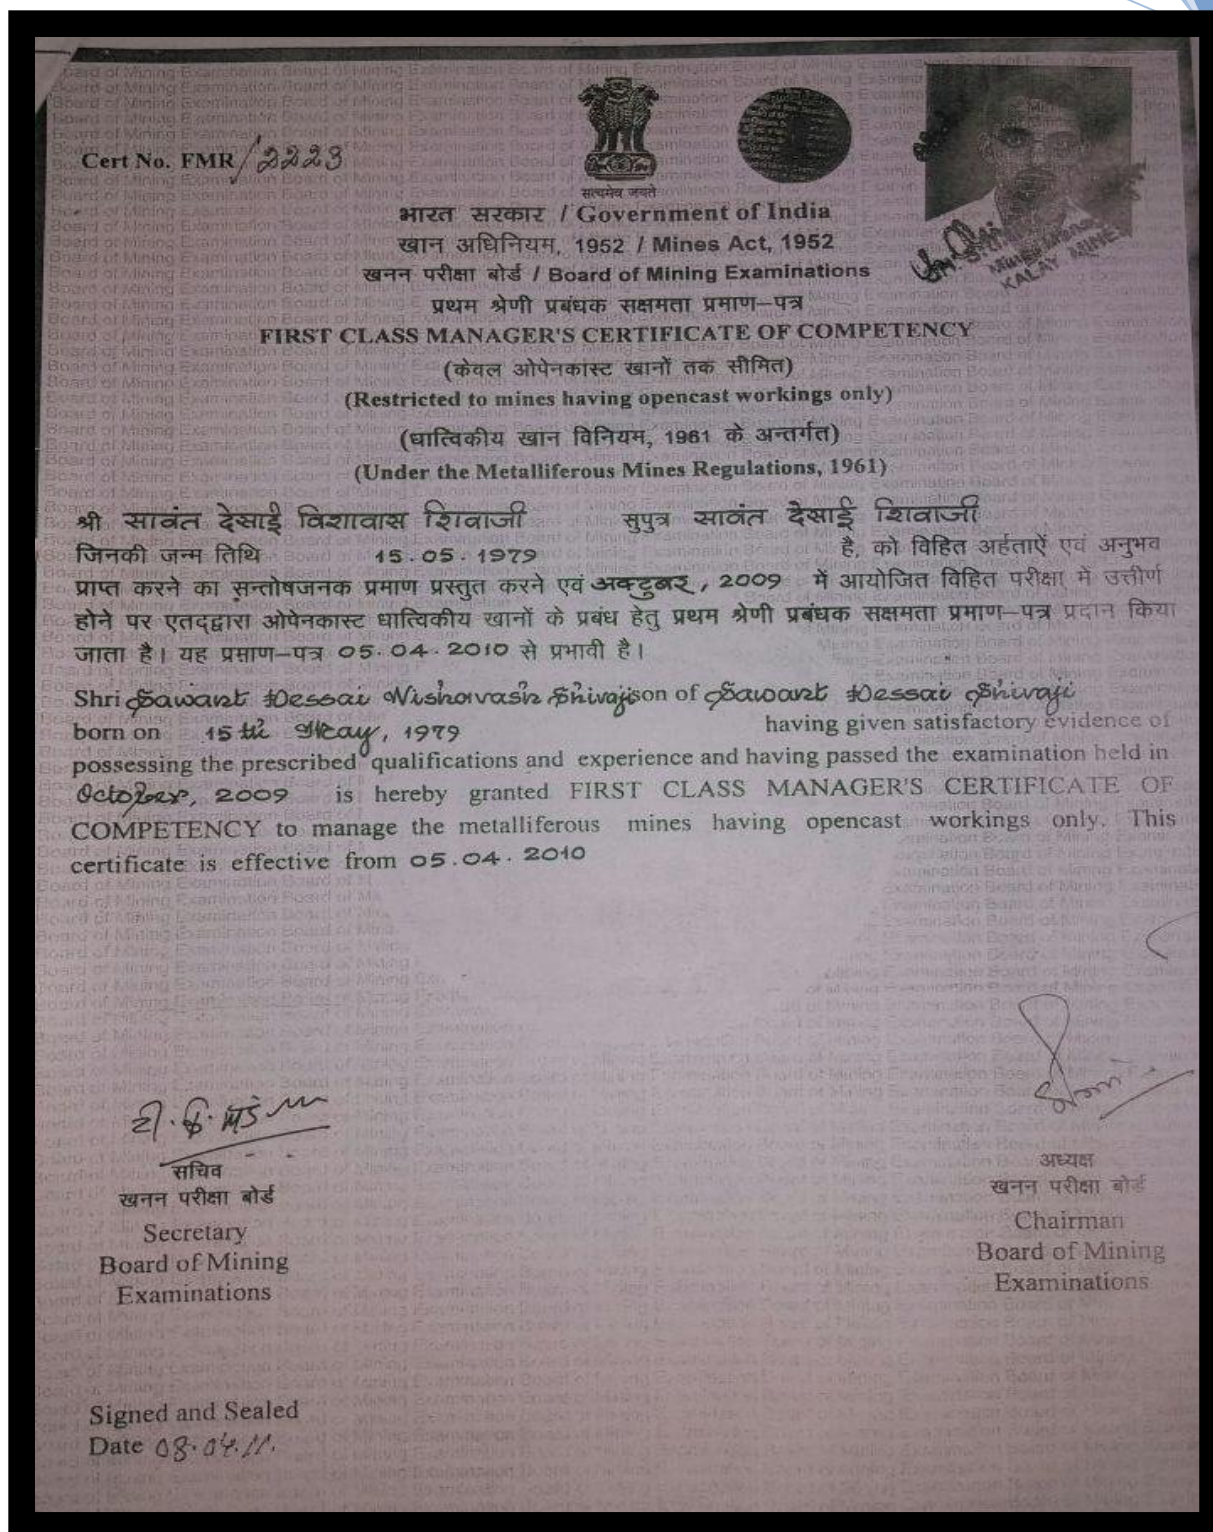 Cert No. FMR/2223
सत्यमेव जयते
भारत सरकार / Government of India
खान अधिनियम, 1952 / Mines Act, 1952
खनन परीक्षा बोर्ड / Board of Mining Examinations
प्रथम श्रेणी प्रबंधक सक्षमता प्रमाण–पत्र
KALAY MINES
FIRST CLASS MANAGER'S CERTIFICATE OF COMPETENCY
(केवल ओपेनकास्ट खानों तक सीमित)
(Restricted to mines having opencast workings only)
(धात्विकीय खान विनियम, 1961 के अन्तर्गत)
(Under the Metalliferous Mines Regulations, 1961)
श्री सावंत देसाई विशावास शिवाजी सुपुत्र सावंत देसाई शिवाजी
जिनकी जन्म तिथि 15.05.1979 है, को विहित अर्हताऐं एवं अनुभव
प्राप्त करने का सन्तोषजनक प्रमाण प्रस्तुत करने एवं अक्टुबर, 2009 में आयोजित विहित परीक्षा में उत्तीर्ण
होने पर एतद्द्वारा ओपेनकास्ट धात्विकीय खानों के प्रबंध हेतु प्रथम श्रेणी प्रबंधक सक्षमता प्रमाण–पत्र प्रदान किया
जाता है। यह प्रमाण–पत्र 05.04.2010 से प्रभावी है।
Shri Sawant Dessai Vishavash Shivaji son of Sawant Dessai Shivaji
born on 15th May, 1979 having given satisfactory evidence of
possessing the prescribed qualifications and experience and having passed the examination held in
October, 2009 is hereby granted FIRST CLASS MANAGER'S CERTIFICATE OF
COMPETENCY to manage the metalliferous mines having opencast workings only. This
certificate is effective from 05.04.2010
सचिव
खनन परीक्षा बोर्ड
Secretary
Board of Mining
Examinations
अध्यक्ष
खनन परीक्षा बोर्ड
Chairman
Board of Mining
Examinations
Signed and Sealed
Date 08.04.11.